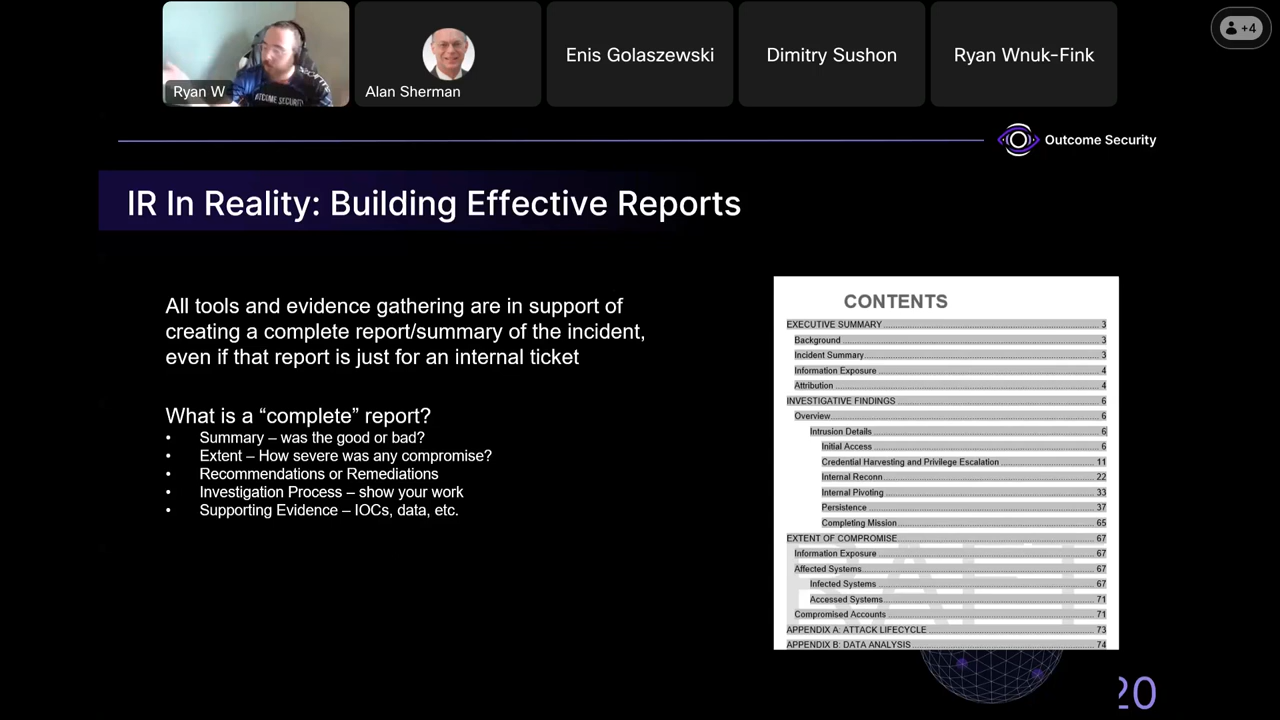 Ryan W
Alan Sherman
Enis Golaszewski
Dimitry Sushon
Ryan Wnuk-Fink
+4
OUTCOME SECURITY
Outcome Security
IR In Reality: Building Effective Reports
All tools and evidence gathering are in support of
creating a complete report/summary of the incident,
even if that report is just for an internal ticket
What is a “complete” report?
• Summary – was the good or bad?
• Extent – How severe was any compromise?
• Recommendations or Remediations
• Investigation Process – show your work
• Supporting Evidence – IOCs, data, etc.
CONTENTS
EXECUTIVE SUMMARY 3
Background 3
Incident Summary 3
Information Exposure 4
Attribution 4
INVESTIGATIVE FINDINGS 6
Overview 6
Intrusion Details 6
Initial Access 6
Credential Harvesting and Privilege Escalation 11
Internal Reconn 22
Internal Pivoting 33
Persistence 37
Completing Mission 65
EXTENT OF COMPROMISE 67
Information Exposure 67
Affected Systems 67
Infected Systems 67
Accessed Systems 71
Compromised Accounts 71
APPENDIX A: ATTACK LIFECYCLE 73
APPENDIX B: DATA ANALYSIS 74
20